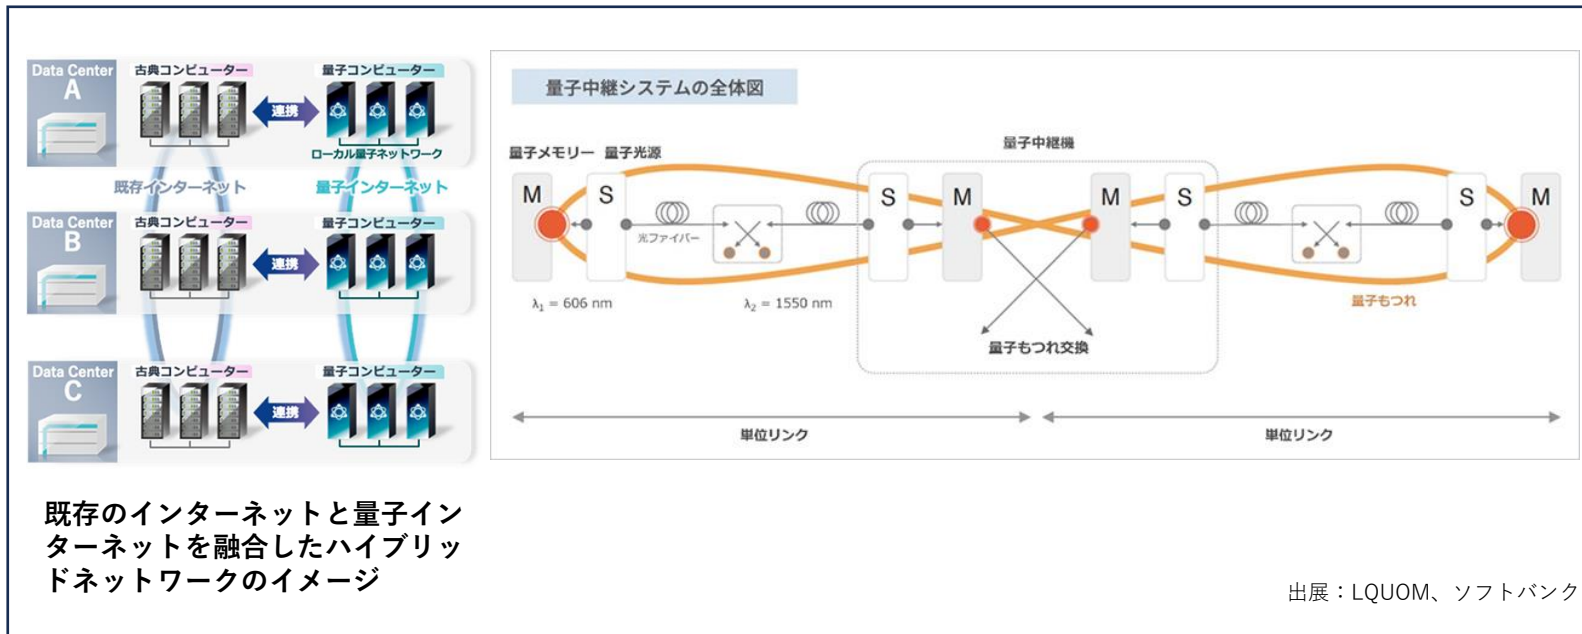 Data Center
A
古典コンピューター
連携
量子コンピューター
ローカル量子ネットワーク
既存インターネット
量子インターネット
Data Center
B
古典コンピューター
連携
量子コンピューター
Data Center
C
古典コンピューター
連携
量子コンピューター
既存のインターネットと量子イン
ターネットを融合したハイブリッ
ドネットワークのイメージ
量子中継システムの全体図
量子メモリー 量子光源
量子中継機
M
S
S
M
M
S
S
M
光ファイバー
λ₁ = 606 nm
λ₂ = 1550 nm
量子もつれ
量子もつれ交換
単位リンク
単位リンク
出展：LQUOM、ソフトバンク